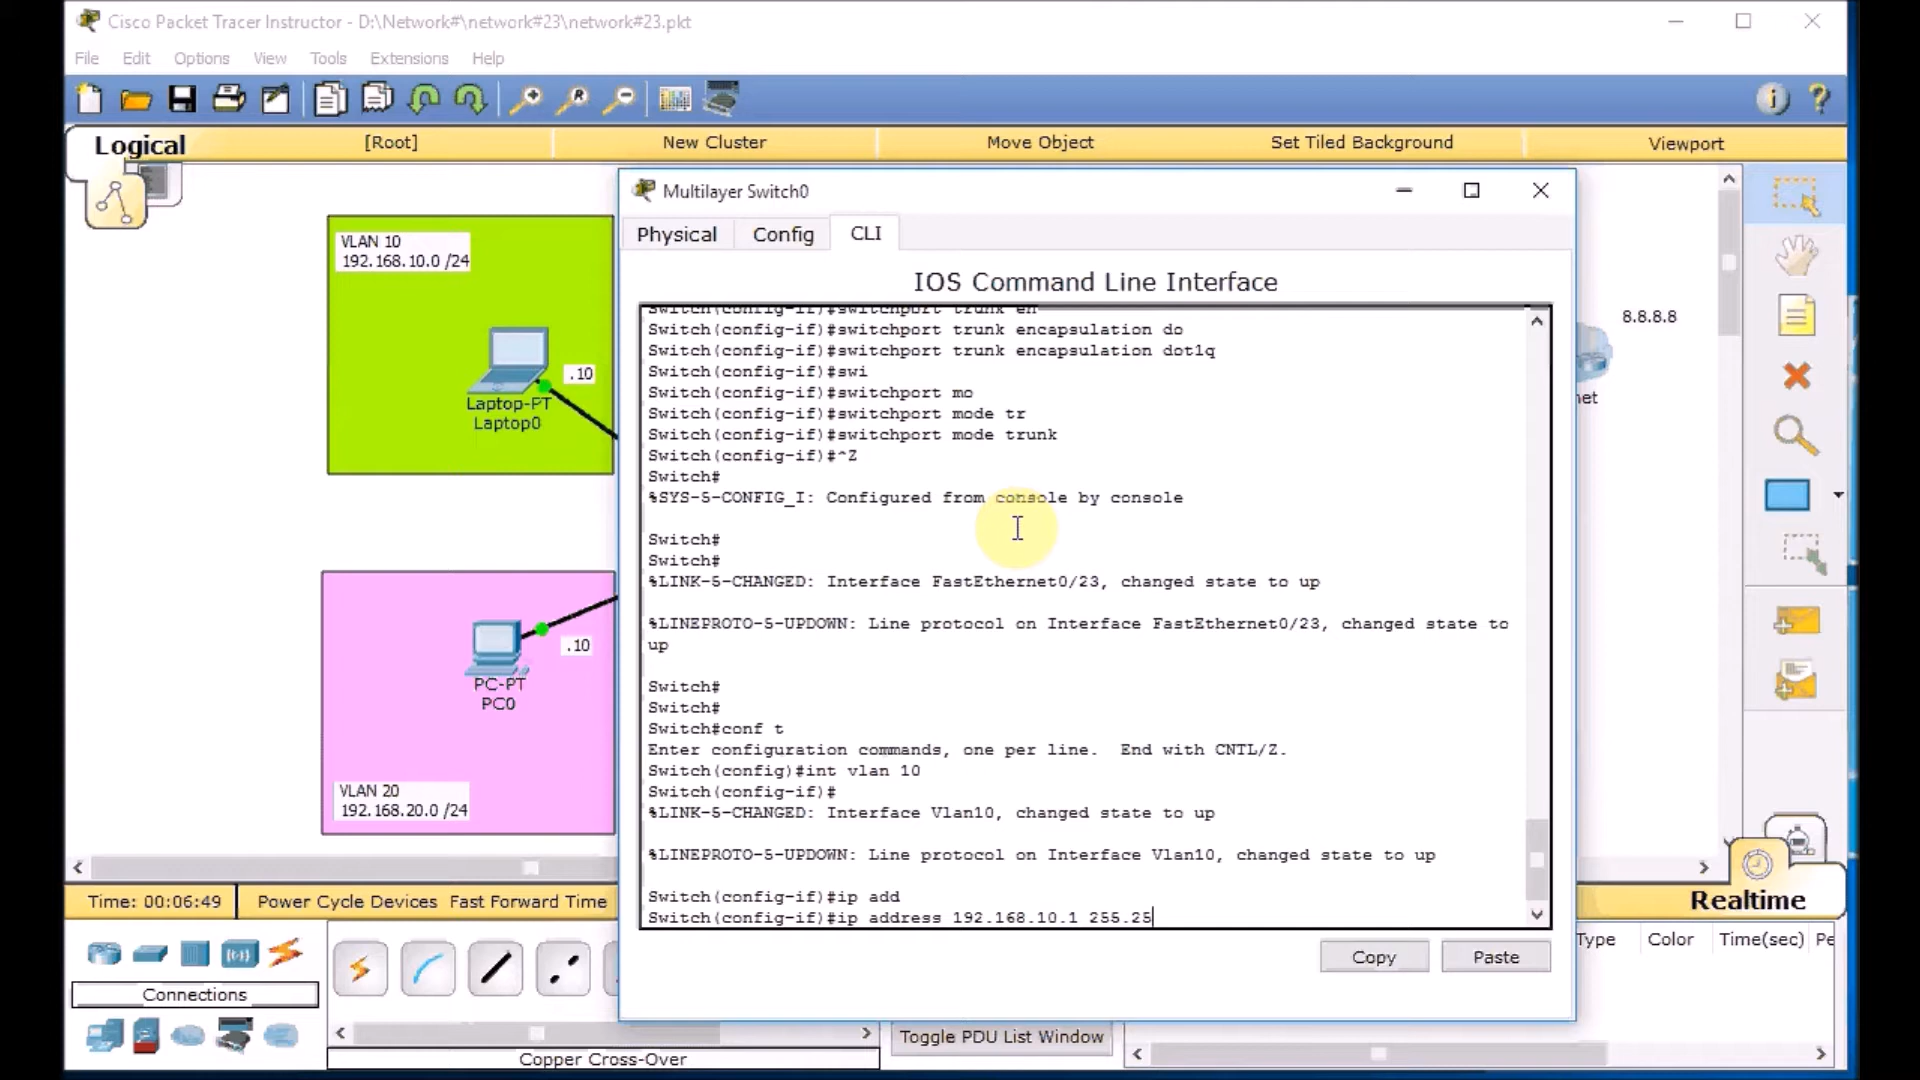 Cisco Packet Tracer Instructor - D:\Network#\network#23\network#23.pkt
File Edit Options View Tools Extensions Help
Logical [Root] New Cluster Move Object Set Tiled Background Viewport
VLAN 10
192.168.10.0 /24
.10
Laptop-PT
Laptop0
.10
PC-PT
PC0
VLAN 20
192.168.20.0 /24
8.8.8.8
Multilayer Switch0
Physical Config CLI
IOS Command Line Interface
Switch(config-if)#switchport trunk en
Switch(config-if)#switchport trunk encapsulation do
Switch(config-if)#switchport trunk encapsulation dot1q
Switch(config-if)#swi
Switch(config-if)#switchport mo
Switch(config-if)#switchport mode tr
Switch(config-if)#switchport mode trunk
Switch(config-if)#^Z
Switch#
%SYS-5-CONFIG_I: Configured from console by console
Switch#
Switch#
%LINK-5-CHANGED: Interface FastEthernet0/23, changed state to up
%LINEPROTO-5-UPDOWN: Line protocol on Interface FastEthernet0/23, changed state to
up
Switch#
Switch#
Switch#conf t
Enter configuration commands, one per line.  End with CNTL/Z.
Switch(config)#int vlan 10
Switch(config-if)#
%LINK-5-CHANGED: Interface Vlan10, changed state to up
%LINEPROTO-5-UPDOWN: Line protocol on Interface Vlan10, changed state to up
Switch(config-if)#ip add
Switch(config-if)#ip address 192.168.10.1 255.25
Copy Paste
Time: 00:06:49 Power Cycle Devices Fast Forward Time
Realtime
Connections
Copper Cross-Over
Toggle PDU List Window
Type Color Time(sec) Pe